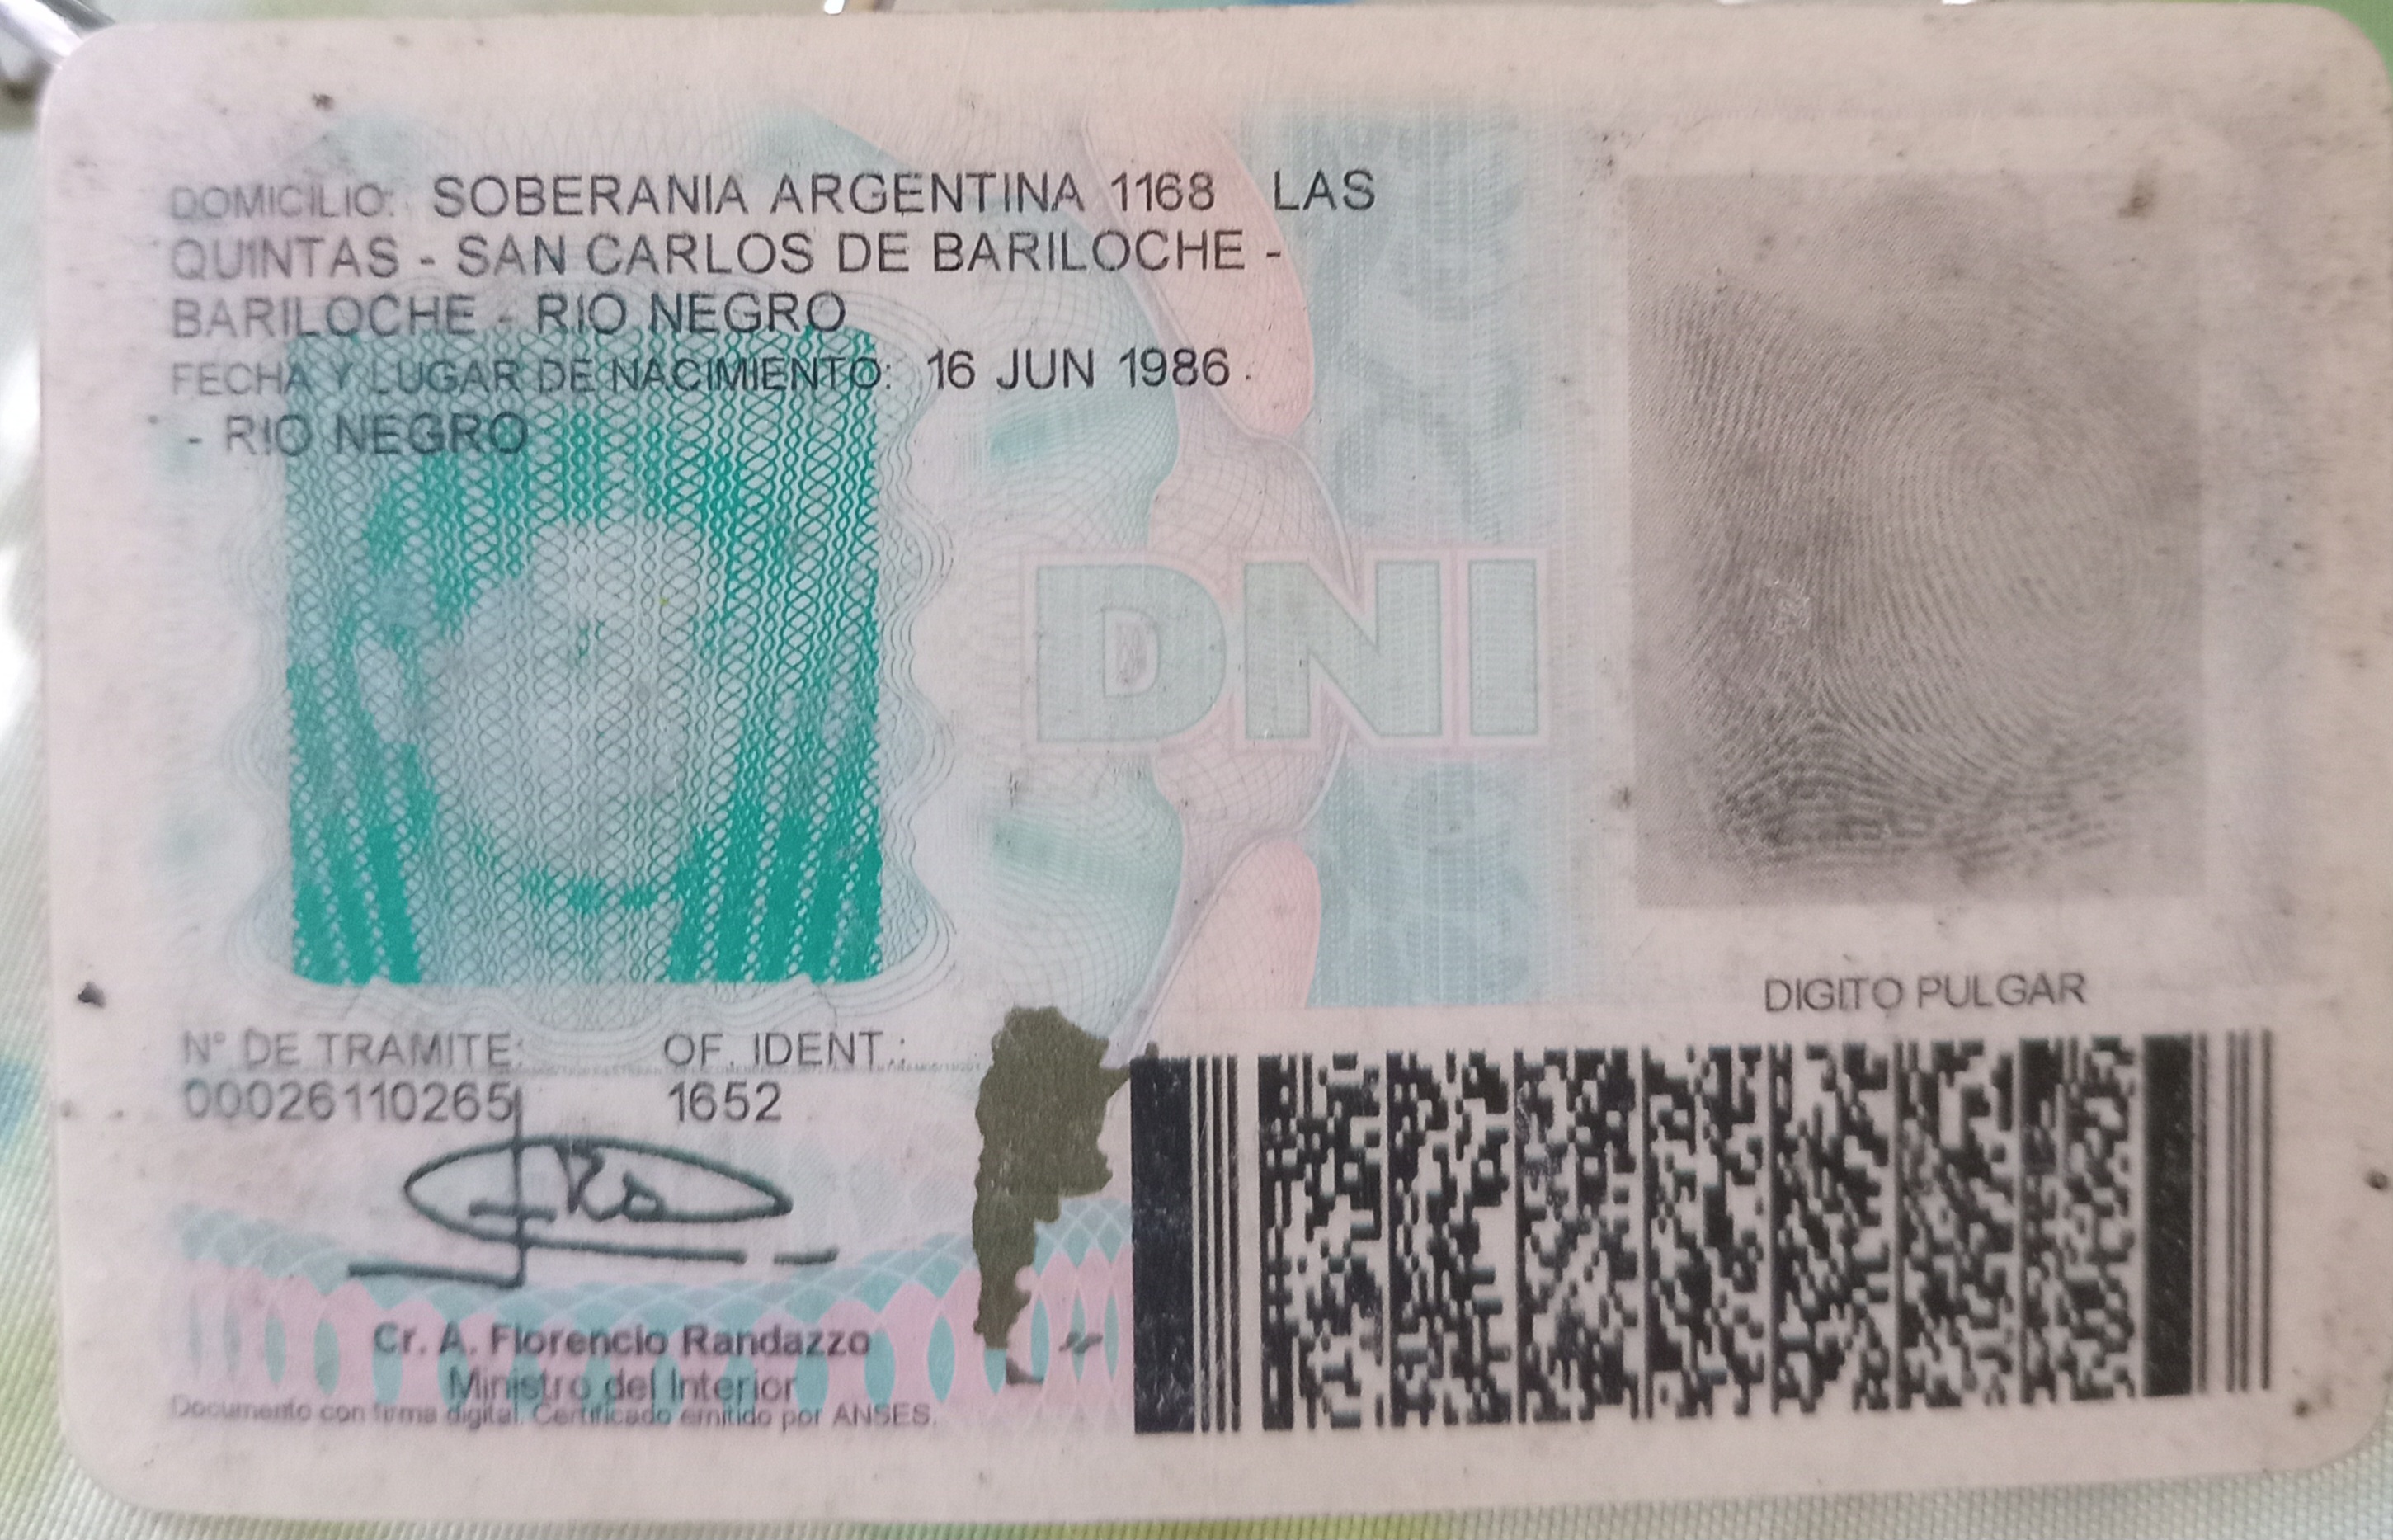 DOMICILIO: SOBERANIA ARGENTINA 1168 LAS
QUINTAS - SAN CARLOS DE BARILOCHE -
BARILOCHE - RIO NEGRO
FECHA Y LUGAR DE NACIMIENTO: 16 JUN 1986
- RIO NEGRO
DNI
DIGITO PULGAR
N° DE TRAMITE: OF. IDENT.:
00026110265 1652
Cr. A. Florencio Randazzo
Ministro del Interior
Documento con firma digital. Certificado emitido por ANSES.